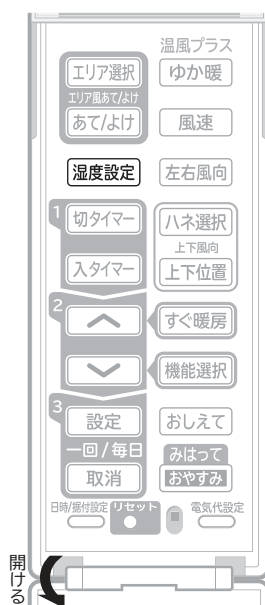 温風プラス
エリア選択
ゆか暖
エリア風あて/よけ
あて/よけ
風速
湿度設定
左右風向
1
切タイマー
ハネ選択
上下風向
入タイマー
上下位置
2
すぐ暖房
機能選択
3
設定
おしえて
一回/毎日
みはって
取消
おやすみ
日時/据付設定
リセット
電気代設定
開ける